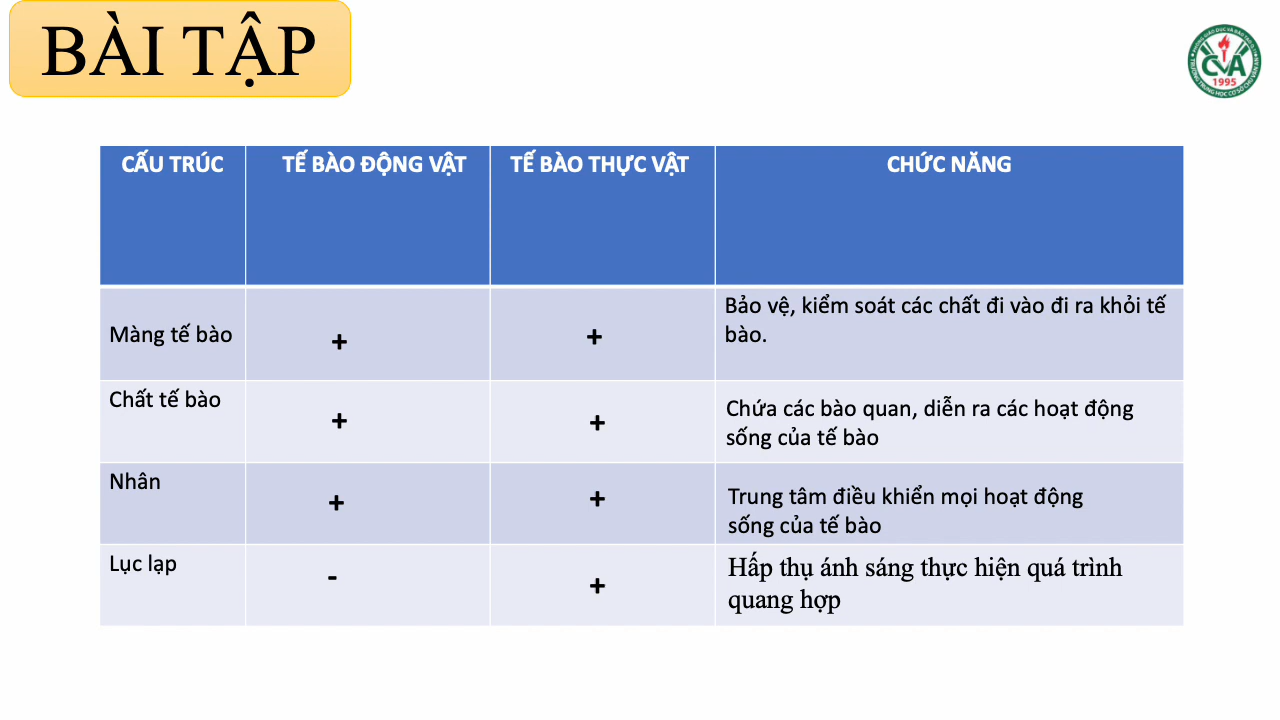 BÀI TẬP
CVA
1995
CẤU TRÚC
TẾ BÀO ĐỘNG VẬT
TẾ BÀO THỰC VẬT
CHỨC NĂNG
Màng tế bào
+
+
Bảo vệ, kiểm soát các chất đi vào đi ra khỏi tế
bào.
Chất tế bào
+
+
Chứa các bào quan, diễn ra các hoạt động
sống của tế bào
Nhân
+
+
Trung tâm điều khiển mọi hoạt động
sống của tế bào
Lục lạp
-
+
Hấp thụ ánh sáng thực hiện quá trình
quang hợp